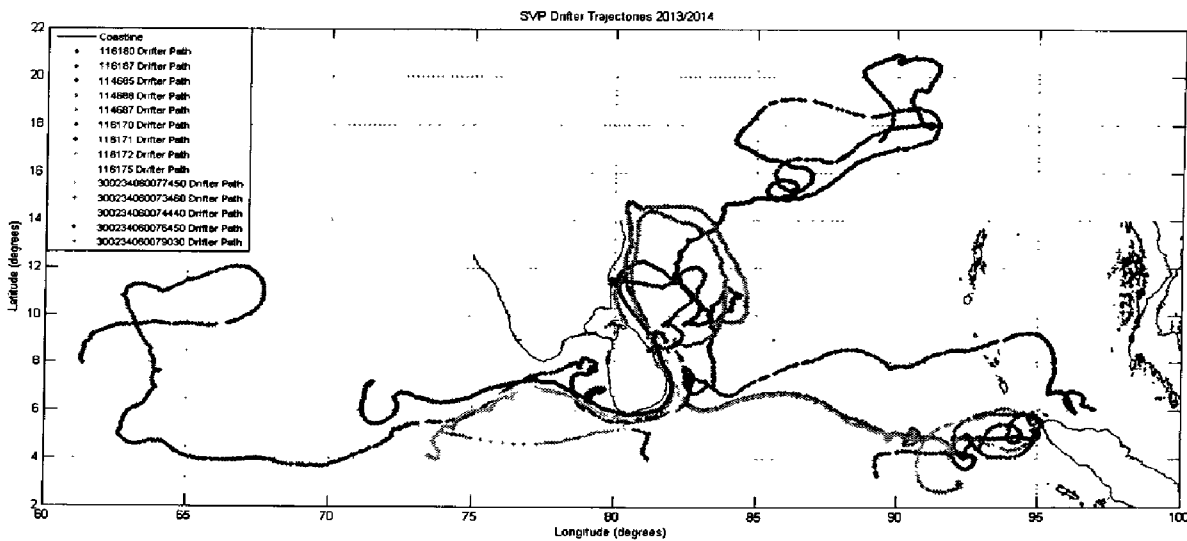 SVP Drifter Trajectones 2013/2014
Coastline
116180 Drifter Path
116187 Drifter Path
114685 Drifter Path
114686 Drifter Path
114687 Drifter Path
116170 Drifter Path
116171 Drifter Path
116172 Drifter Path
116175 Drifter Path
300234060077450 Drifter Path
300234060073460 Drifter Path
300234060074440 Drifter Path
300234060076450 Drifter Path
300234060079030 Drifter Path
Latitude (degrees)
22
20
18
16
14
12
10
8
6
4
2
60
65
70
75
80
85
90
95
100
Longitude (degrees)